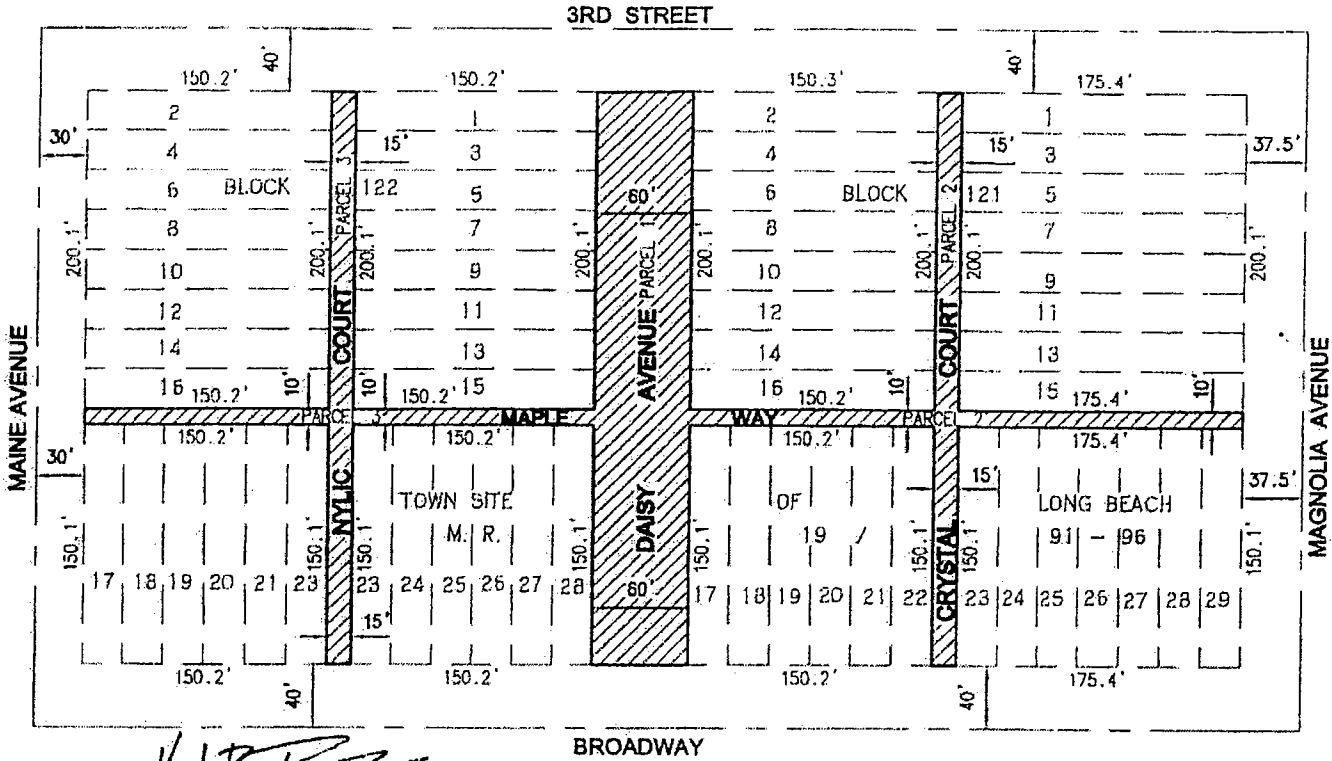 3RD STREET
40' 40'
150.2' 150.2' 150.3' 175.4'
2 1 2 1
30' 15' 15' 37.5'
4 3 4 3
6 BLOCK PARCEL 3 122 5 60' 6 BLOCK PARCEL 2 121 5
8 7 8 7
200.1' 200.1' 200.1' 200.1' PARCEL 1 200.1' 200.1' 200.1' 200.1'
10 9 10 9
12 11 12 11
14 13 14 13
NYLIC COURT DAISY AVENUE CRYSTAL COURT
16 10' 10' 15 16 10' 15 10'
150.2' 150.2' 150.2' 175.4'
PARCEL 3 MAPLE WAY PARCEL 2
150.2' 150.2' 150.2' 175.4'
MAINE AVENUE
MAGNOLIA AVENUE
30' 15' 37.5'
TOWN SITE OF LONG BEACH
M. R. 19 / 91 - 96
150.1' 150.1' 150.1' 150.1' 150.1' 150.1' 150.1' 150.1'
17 18 19 20 21 23 23 24 25 26 27 28 60' 17 18 19 20 21 22 23 24 25 26 27 28 29
15'
150.2' 150.2' 150.2' 175.4'
40' 40'
BROADWAY